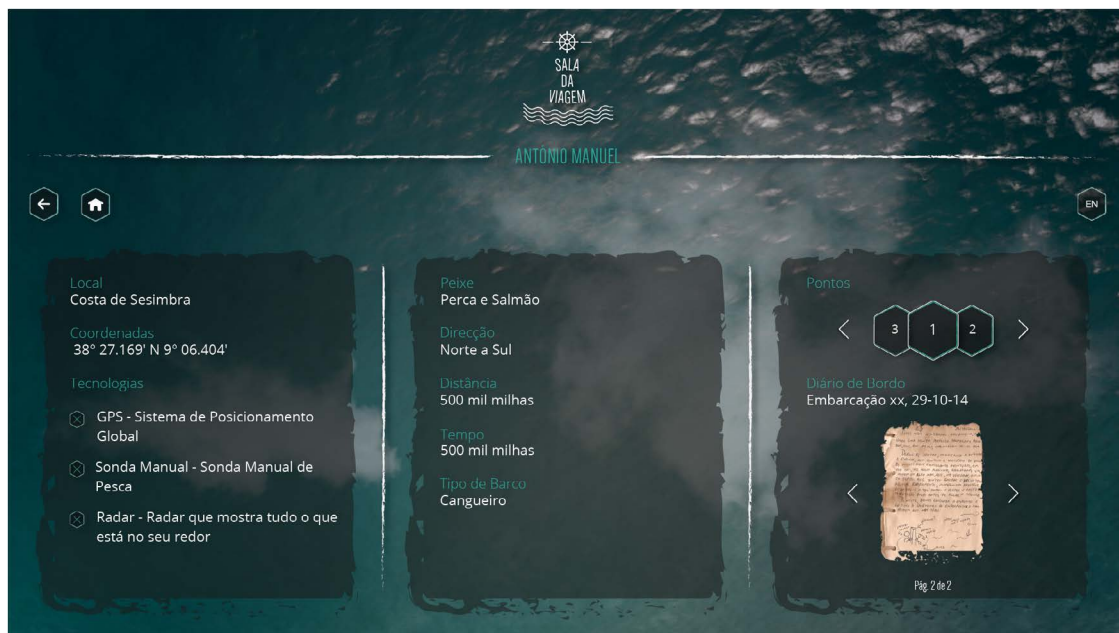 SALA
DA
VIAGEM
ANTÓNIO MANUEL
EN
Local
Costa de Sesimbra
Coordenadas
38° 27.169' N 9° 06.404'
Tecnologias
GPS - Sistema de Posicionamento
Global
Sonda Manual - Sonda Manual de
Pesca
Radar - Radar que mostra tudo o que
está no seu redor
Peixe
Perca e Salmão
Direcção
Norte a Sul
Distância
500 mil milhas
Tempo
500 mil milhas
Tipo de Barco
Cangueiro
Pontos
3 1 2
Diário de Bordo
Embarcação xx, 29-10-14
Pág. 2 de 2